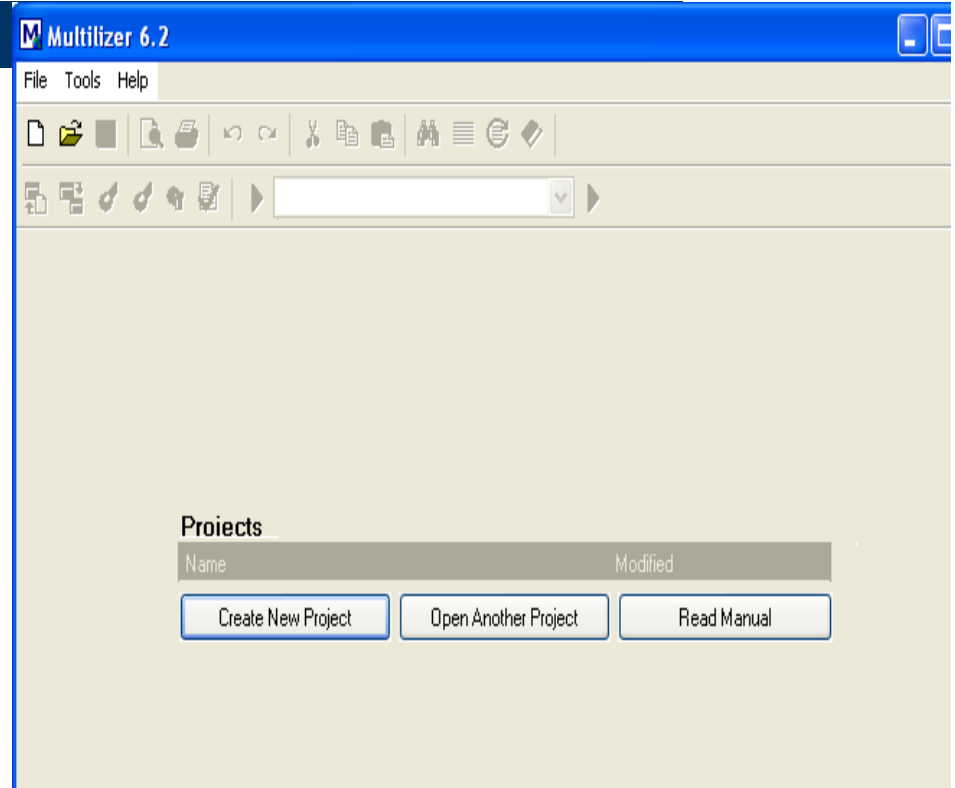 Multilizer 6.2
File Tools Help
Projects
Name Modified
Create New Project Open Another Project Read Manual